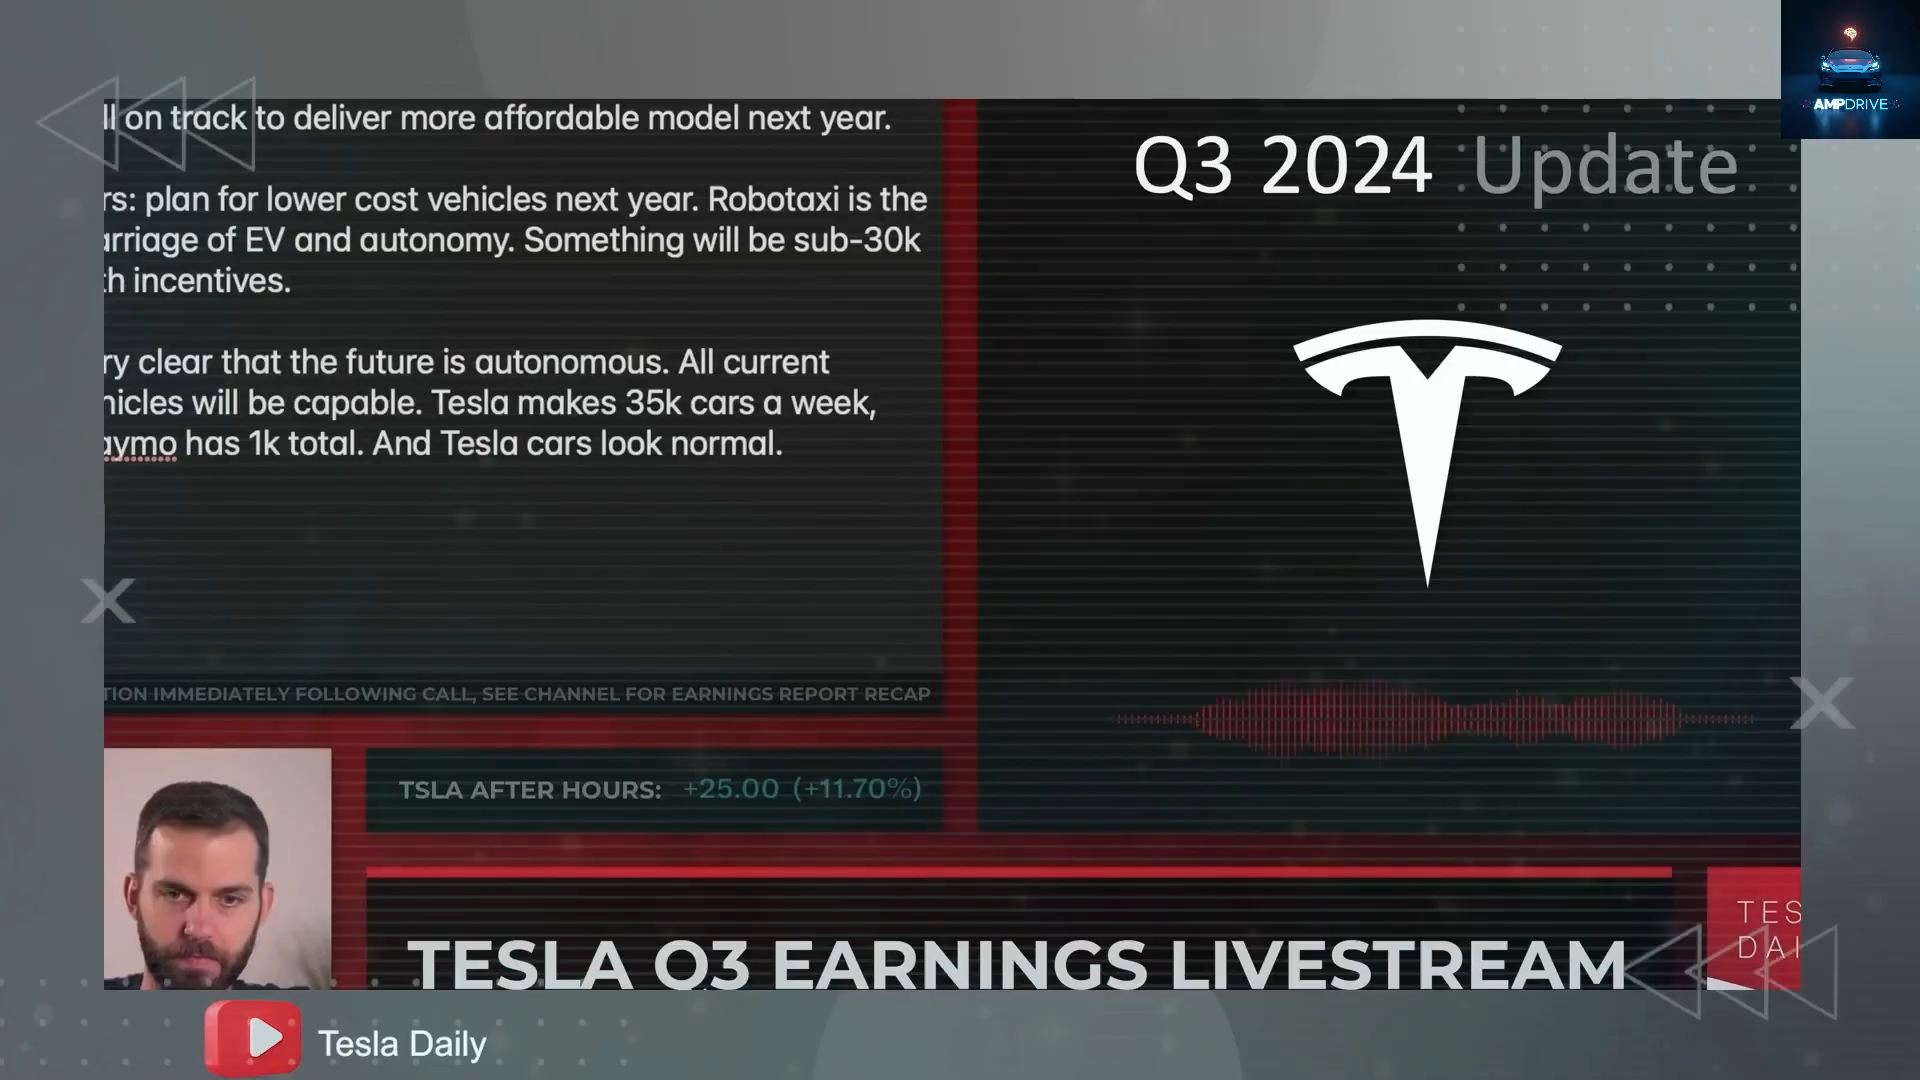 ll on track to deliver more affordable model next year.
rs: plan for lower cost vehicles next year. Robotaxi is the
arriage of EV and autonomy. Something will be sub-30k
th incentives.
ry clear that the future is autonomous. All current
hicles will be capable. Tesla makes 35k cars a week,
aymo has 1k total. And Tesla cars look normal.
TION IMMEDIATELY FOLLOWING CALL, SEE CHANNEL FOR EARNINGS REPORT RECAP
Q3 2024 Update
AMPDRIVE
TSLA AFTER HOURS: +25.00 (+11.70%)
TESLA Q3 EARNINGS LIVESTREAM
TES
DAI
Tesla Daily